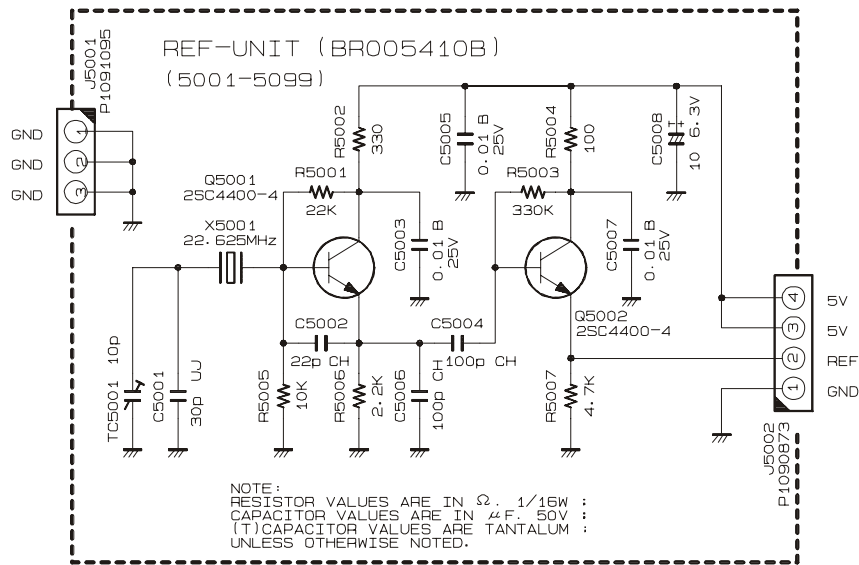 REF-UNIT (BR005410B)
(5001-5099)
J5001
P1091095
GND
GND
GND
1
2
3
R5002
330
C5005
0.01 B
25V
R5004
100
C5008
10 6.3V
+
Q5001
2SC4400-4
R5001
22K
X5001
22.625MHz
C5003
0.01 B
25V
R5003
330K
C5007
0.01 B
25V
Q5002
2SC4400-4
C5002
22p CH
C5004
100p CH
TC5001 10p
C5001
30p UJ
R5005
10K
R5006
2.2K
C5006
100p CH
R5007
4.7K
4
3
2
1
5V
5V
REF
GND
J5002
P1090873
NOTE:
RESISTOR VALUES ARE IN Ω. 1/16W :
CAPACITOR VALUES ARE IN μF. 50V :
(T)CAPACITOR VALUES ARE TANTALUM :
UNLESS OTHERWISE NOTED.